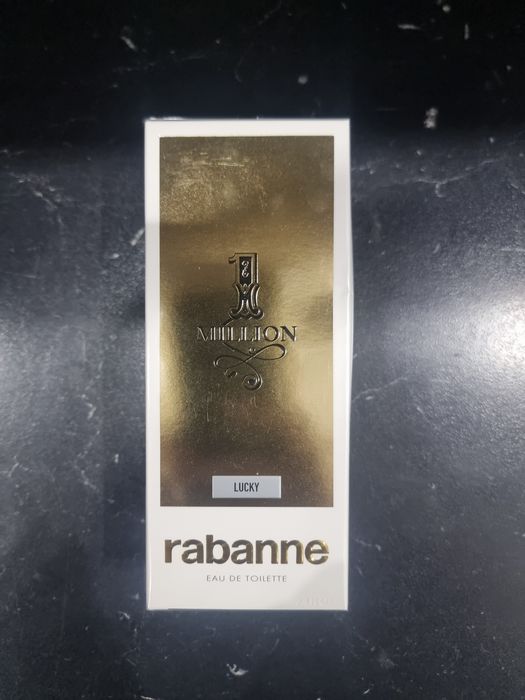 1
MILLION
LUCKY
rabanne
EAU DE TOILETTE